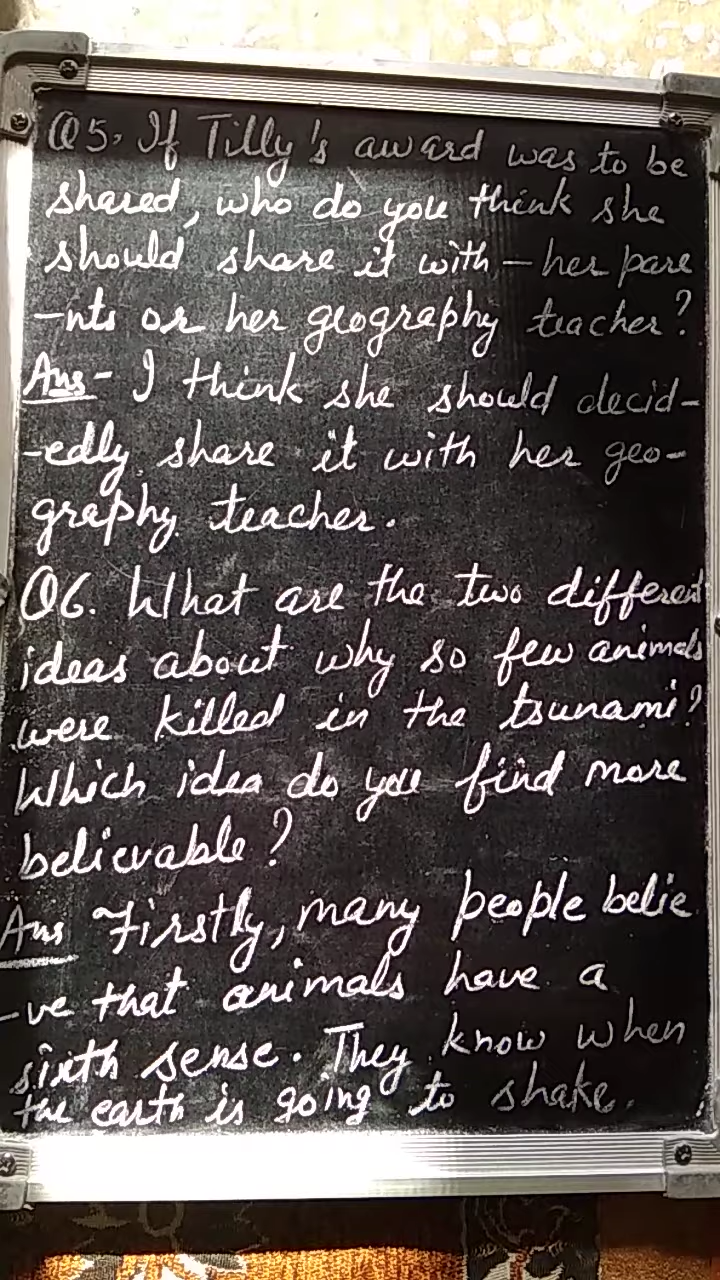 Q5. If Tilly's award was to be
shared, who do you think she
should share it with – her pare
-nts or her geography teacher?
Ans- I think she should decid-
-edly share it with her geo-
graphy teacher.
Q6. What are the two different
ideas about why so few animals
were killed in the tsunami?
Which idea do you find more
believable?
Ans Firstly, many people belie
-ve that animals have a
sixth sense. They know when
the earth is going to shake.